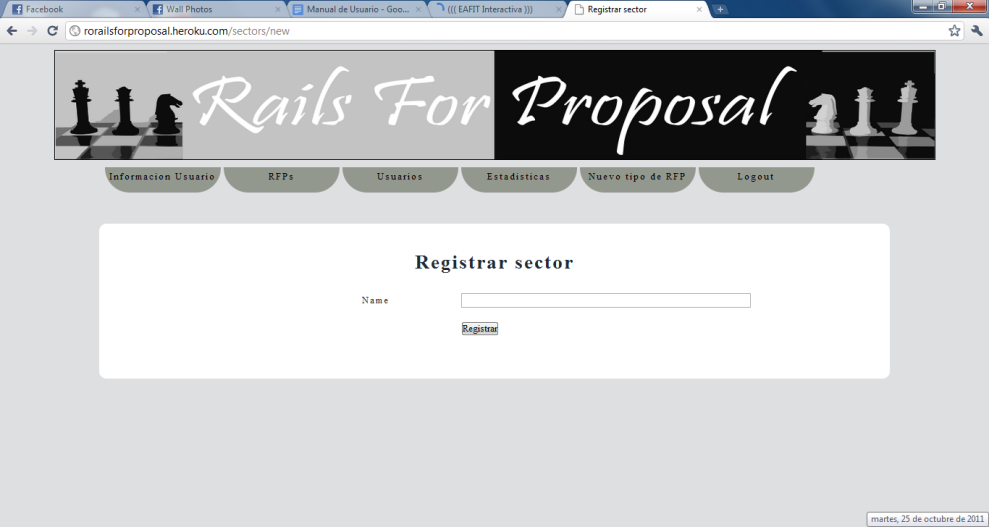 Facebook
Wall Photos
Manual de Usuario - Goo...
((( EAFIT Interactiva )))
Registrar sector
rorailsforproposal.heroku.com/sectors/new
Rails For Proposal
Informacion Usuario
RFPs
Usuarios
Estadisticas
Nuevo tipo de RFP
Logout
Registrar sector
Name
Registrar
martes, 25 de octubre de 2011